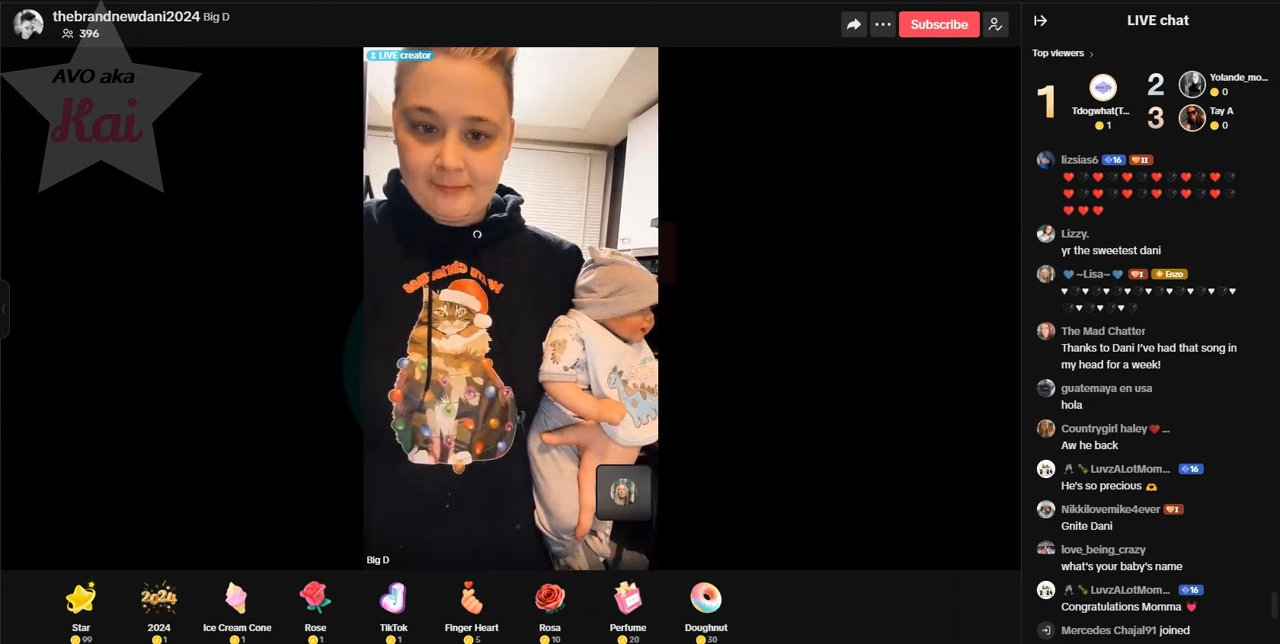 thebrandnewdani2024 Big D
396
Subscribe
LIVE chat
AVO aka
Kai
LIVE creator
Top viewers
1
Tdogwhat(T...
1
2
Yolande_mo...
0
3
Tay A
0
lizsias6 16 II
Lizzy.
yr the sweetest dani
~Lisa~ I Enzo
The Mad Chatter
Thanks to Dani I've had that song in
my head for a week!
guatemaya en usa
hola
Countrygirl haley ...
Aw he back
LuvzALotMom... 16
He's so precious
Nikkilovemike4ever I
Gnite Dani
love_being_crazy
what's your baby's name
LuvzALotMom... 16
Congratulations Momma
Mercedes Chajal91 joined
Big D
2024
Star
99
2024
1
Ice Cream Cone
1
Rose
1
TikTok
1
Finger Heart
5
Rosa
10
Perfume
20
Doughnut
30